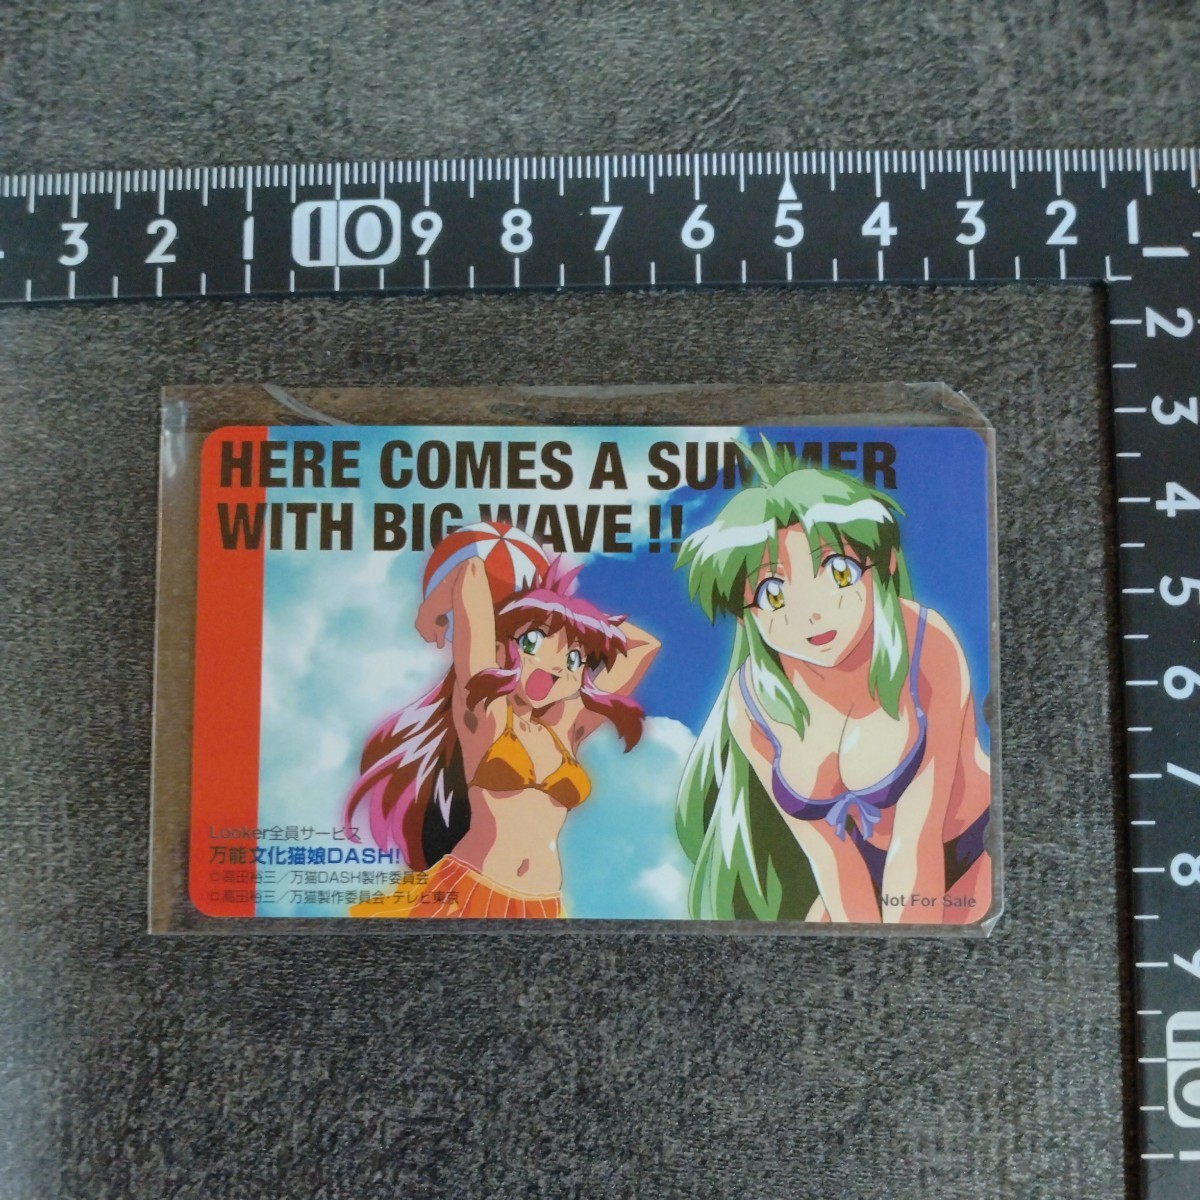 3 2 1 10 9 8 7 6 5 4 3 2 1
1
2
3
4
5
6
7
8
9
10
HERE COMES A SUMMER
WITH BIG WAVE !!
Looker全員サービス
万能文化猫娘DASH!
©高田裕三／万猫DASH製作委員会
©高田裕三／万猫製作委員会・テレビ東京
Not For Sale